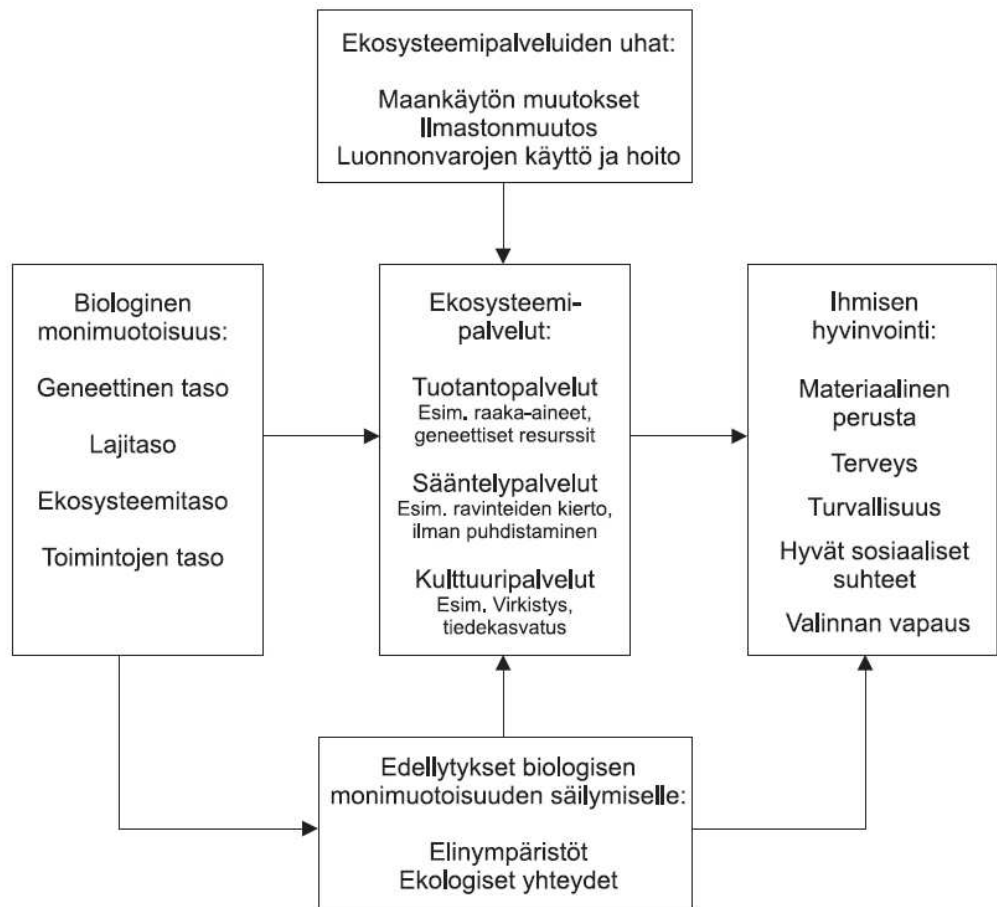 Ekosysteemipalveluiden uhat:
Maankäytön muutokset
Ilmastonmuutos
Luonnonvarojen käyttö ja hoito
Biologinen
monimuotoisuus:
Geneettinen taso
Lajitaso
Ekosysteemitaso
Toimintojen taso
Ekosysteemi-
palvelut:
Tuotantopalvelut
Esim. raaka-aineet,
geneettiset resurssit
Sääntelypalvelut
Esim. ravinteiden kierto,
ilman puhdistaminen
Kulttuuripalvelut
Esim. Virkistys,
tiedekasvatus
Ihmisen
hyvinvointi:
Materiaalinen
perusta
Terveys
Turvallisuus
Hyvät sosiaaliset
suhteet
Valinnan vapaus
Edellytykset biologisen
monimuotoisuuden säilymiselle:
Elinympäristöt
Ekologiset yhteydet